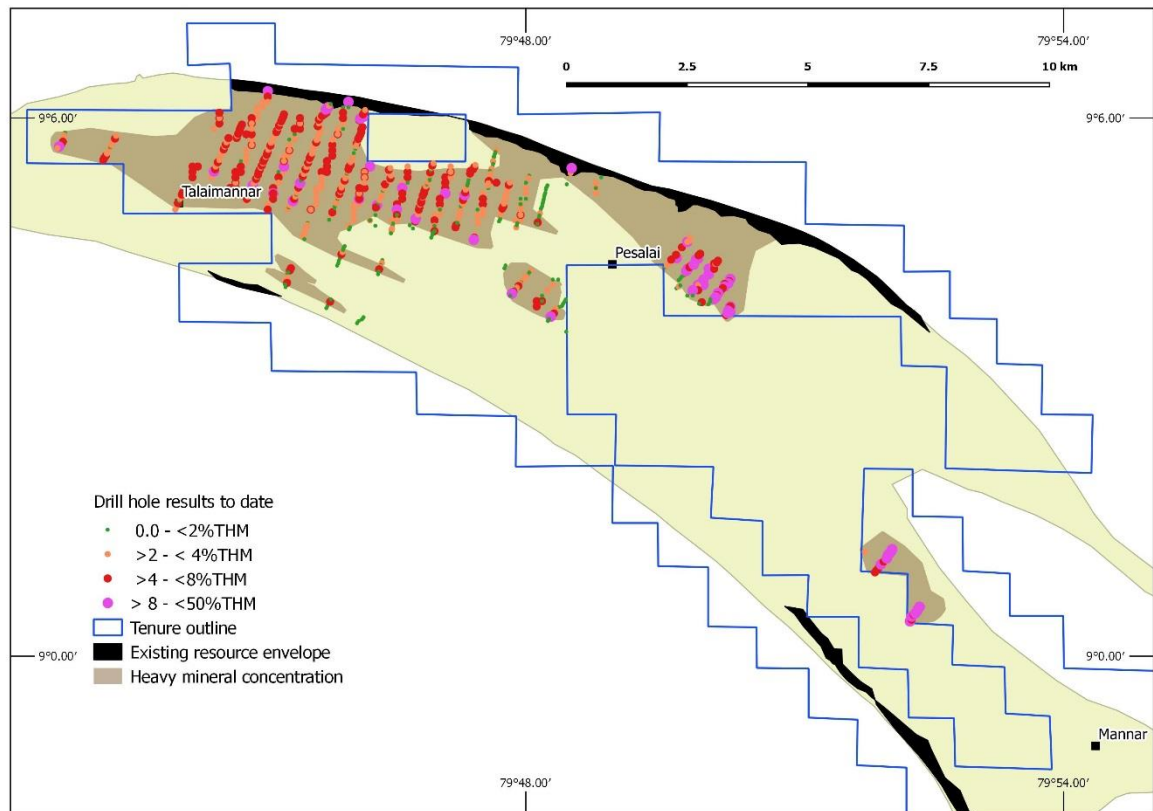 79°48.00′
79°54.00′
0
2.5
5
7.5
10 km
9°6.00′
9°6.00′
Talaimannar
Pesalai
Drill hole results to date
0.0 - <2%THM
>2 - < 4%THM
>4 - <8%THM
> 8 - <50%THM
Tenure outline
Existing resource envelope
Heavy mineral concentration
9°0.00′
9°0.00′
Mannar
79°48.00′
79°54.00′